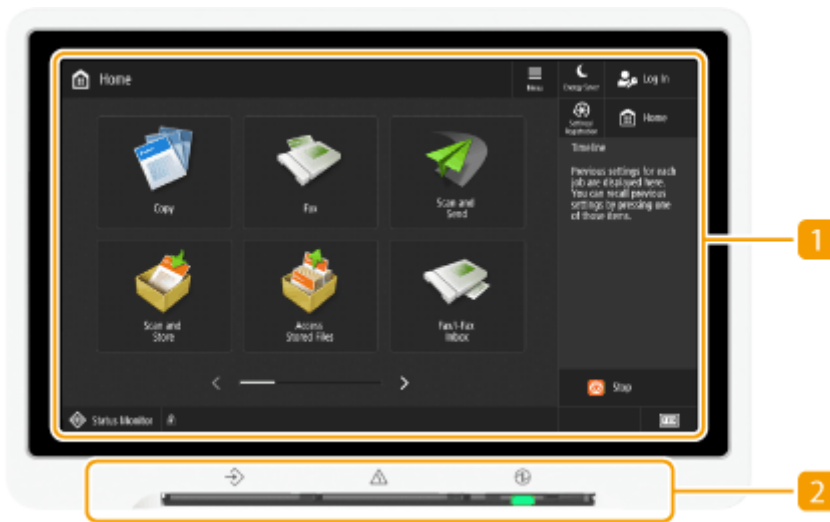 Home
Menu
Energy Saver
Log In
Settings/
Registration
Home
Timeline
Previous settings for each
job are displayed here.
You can recall previous
settings by pressing one
of those items.
Copy
Fax
Scan and
Send
Scan and
Store
Access
Stored Files
Fax/I-Fax
Inbox
Stop
Status Monitor
1
2